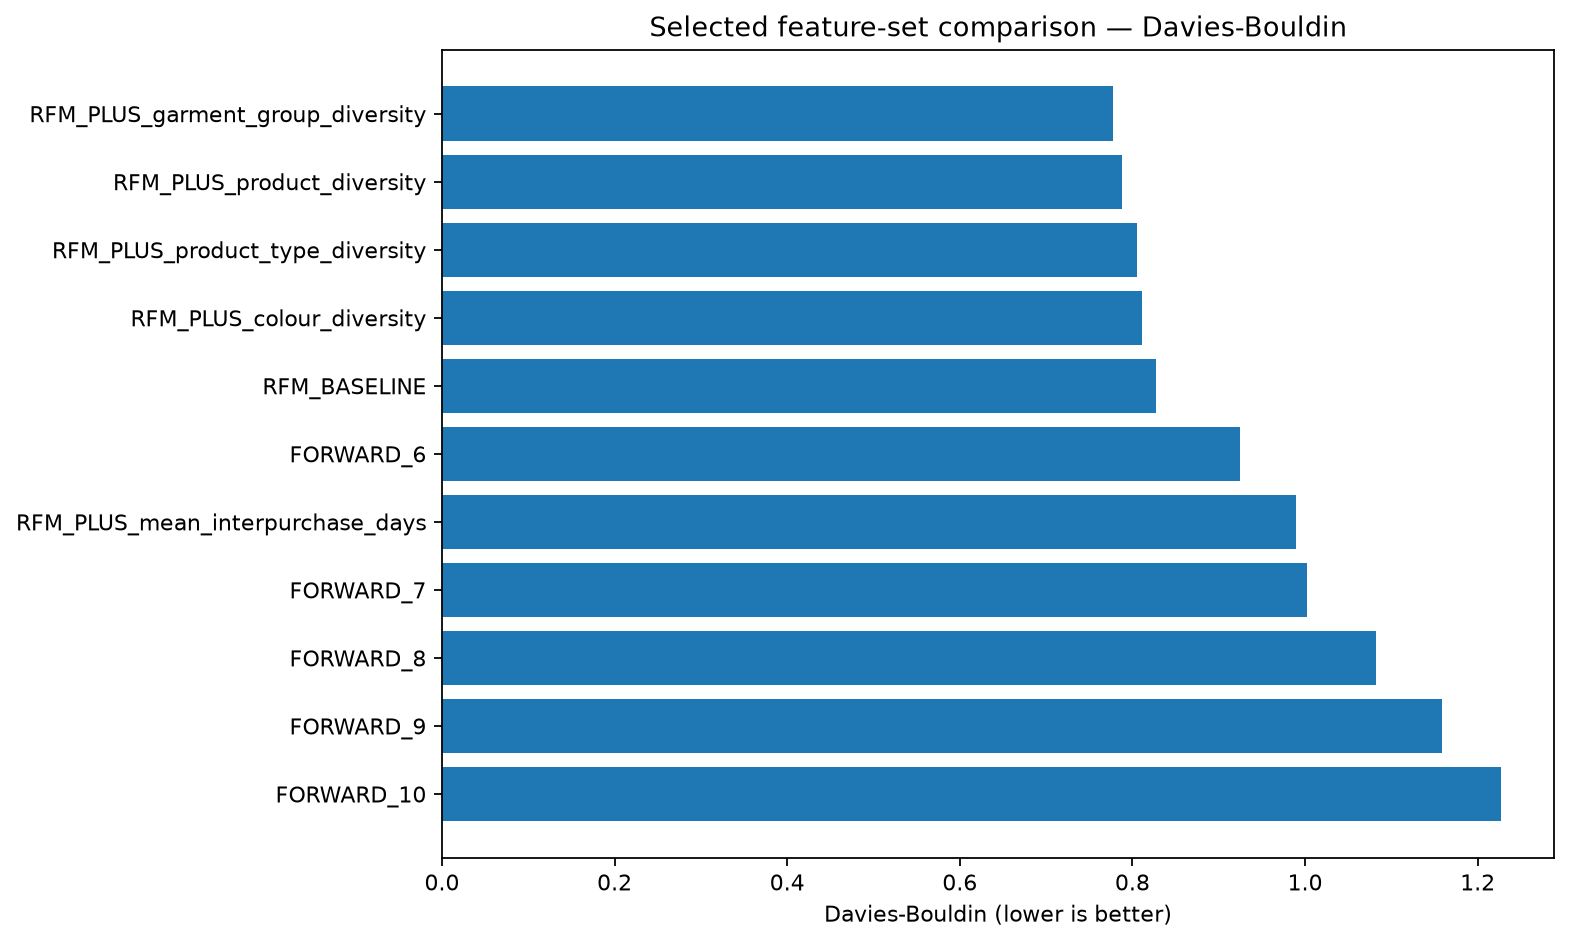 Selected feature-set comparison — Davies-Bouldin
RFM_PLUS_garment_group_diversity
RFM_PLUS_product_diversity
RFM_PLUS_product_type_diversity
RFM_PLUS_colour_diversity
RFM_BASELINE
FORWARD_6
RFM_PLUS_mean_interpurchase_days
FORWARD_7
FORWARD_8
FORWARD_9
FORWARD_10
0.0 0.2 0.4 0.6 0.8 1.0 1.2
Davies-Bouldin (lower is better)